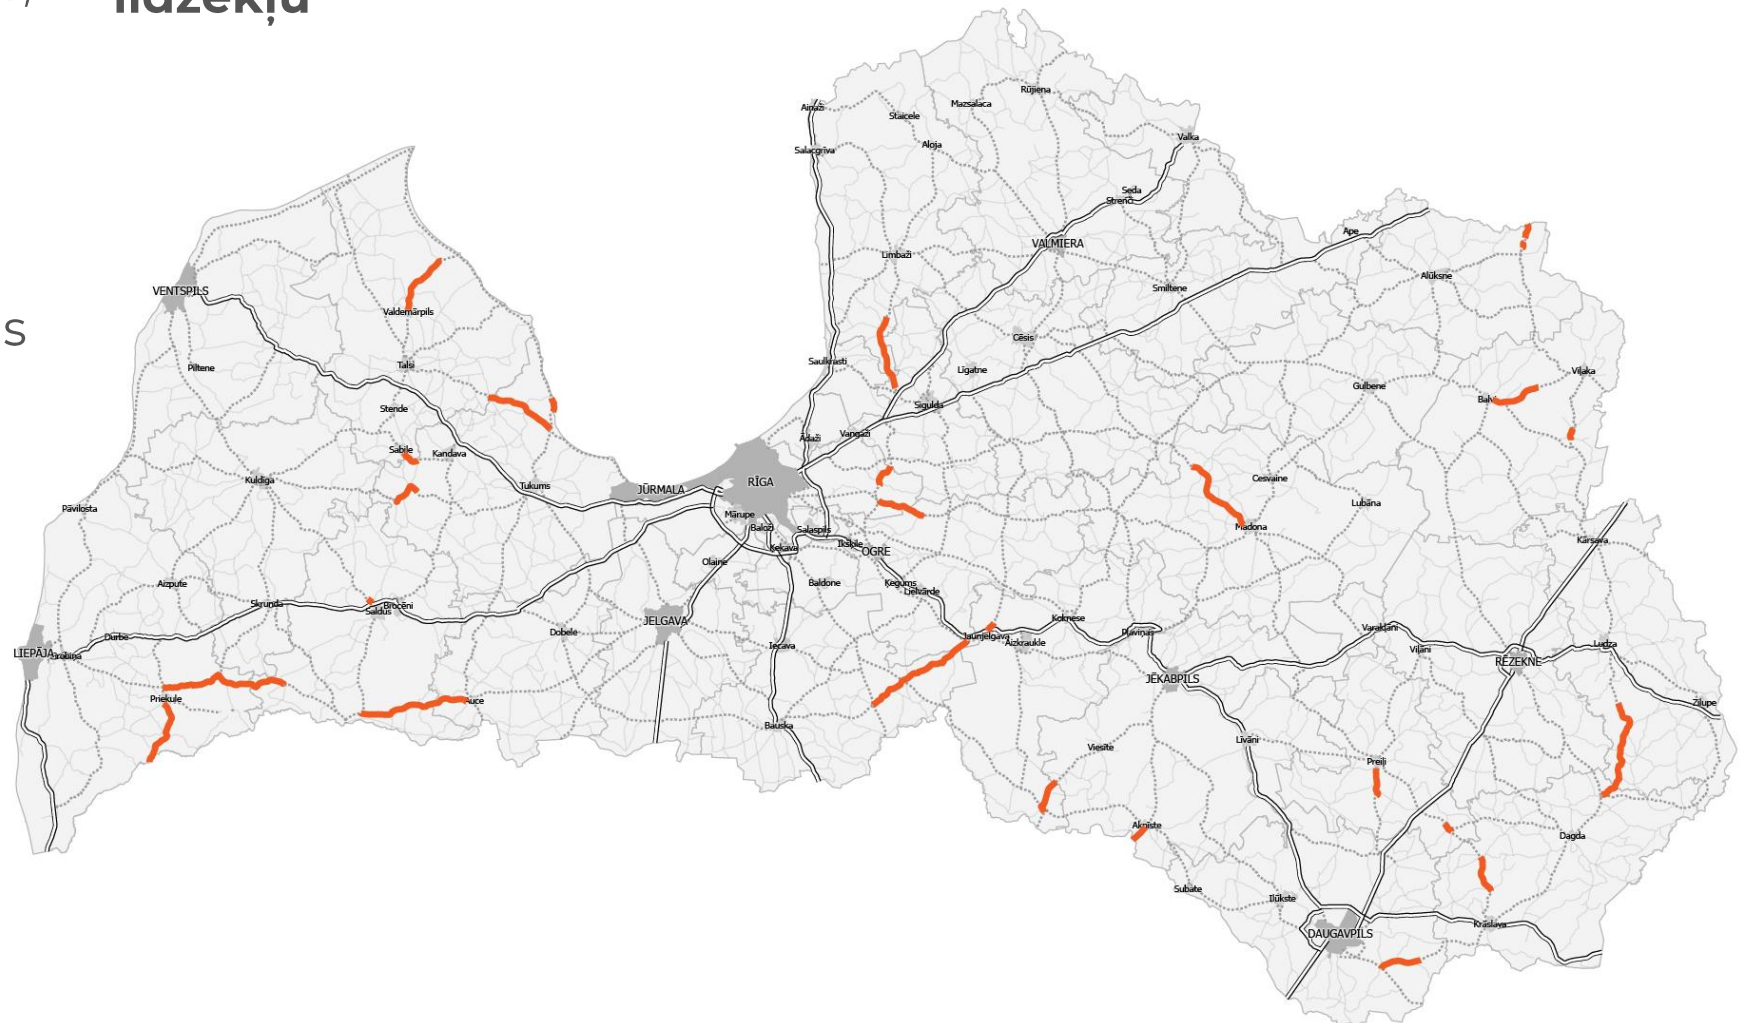 līdzekļu
S
Ainaži
Staicele
Mazsalaca
Rūjiena
Valka
Salacgrīva
Aloja
Seda
Strenči
VALMIERA
Ape
Limbaži
Alūksne
Smiltene
VENTSPILS
Valdemārpils
Cēsis
Saulkrasti
Līgatne
Piltene
Talsi
Gulbene
Viļaka
Stende
Sigulda
Balvi
Ādaži
Vangaži
Sabile
Kandava
Kuldīga
Tukums
JŪRMALA
RĪGA
Cesvaine
Lubāna
Pāvilosta
Mārupe
Baloži
Salaspils
Madona
Ķekava
Ikšķile
OGRE
Kārsava
Olaine
Aizpute
Baldone
Ķegums
Lielvārde
Skrunda
Brocēni
Saldus
JELGAVA
Dobele
Koknese
Pļaviņas
Varakļāni
Durbe
Jaunjelgava
Aizkraukle
Iecava
Viļāni
Ludza
LIEPĀJA
Grobiņa
RĒZEKNE
JĒKABPILS
Priekule
Auce
Zilupe
Bauska
Līvāni
Viesīte
Preiļi
Aknīste
Dagda
Subate
Ilūkste
Krāslava
DAUGAVPILS